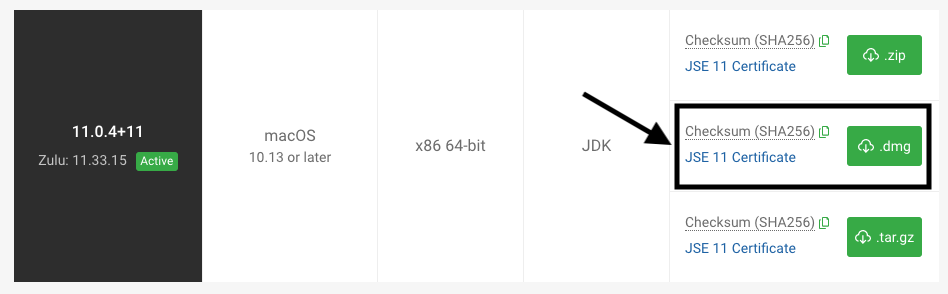 11.0.4+11
Zulu: 11.33.15 Active
macOS
10.13 or later
x86 64-bit
JDK
Checksum (SHA256)
JSE 11 Certificate
.zip
Checksum (SHA256)
JSE 11 Certificate
.dmg
Checksum (SHA256)
JSE 11 Certificate
.tar.gz